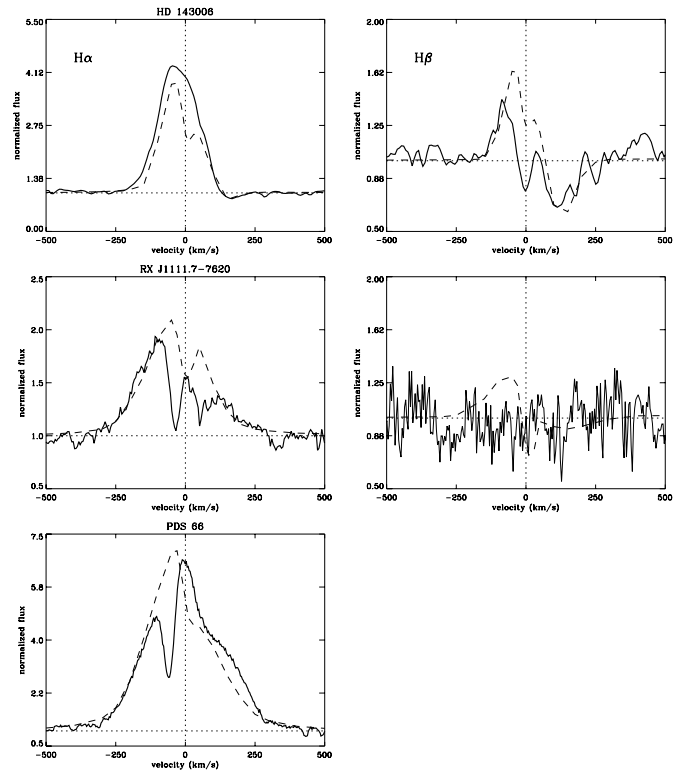 HD 143006
Hα
5.50
4.12
2.75
1.38
0.00
normalized flux
-500 -250 0 250 500
velocity (km/s)
Hβ
2.00
1.62
1.25
0.88
0.50
normalized flux
-500 -250 0 250 500
velocity (km/s)
RX J1111.7-7620
2.5
2.0
1.5
1.0
0.5
normalized flux
-500 -250 0 250 500
velocity (km/s)
2.00
1.62
1.25
0.88
0.50
normalized flux
-500 -250 0 250 500
velocity (km/s)
PDS 66
7.5
5.8
4.0
2.2
0.5
normalized flux
-500 -250 0 250 500
velocity (km/s)